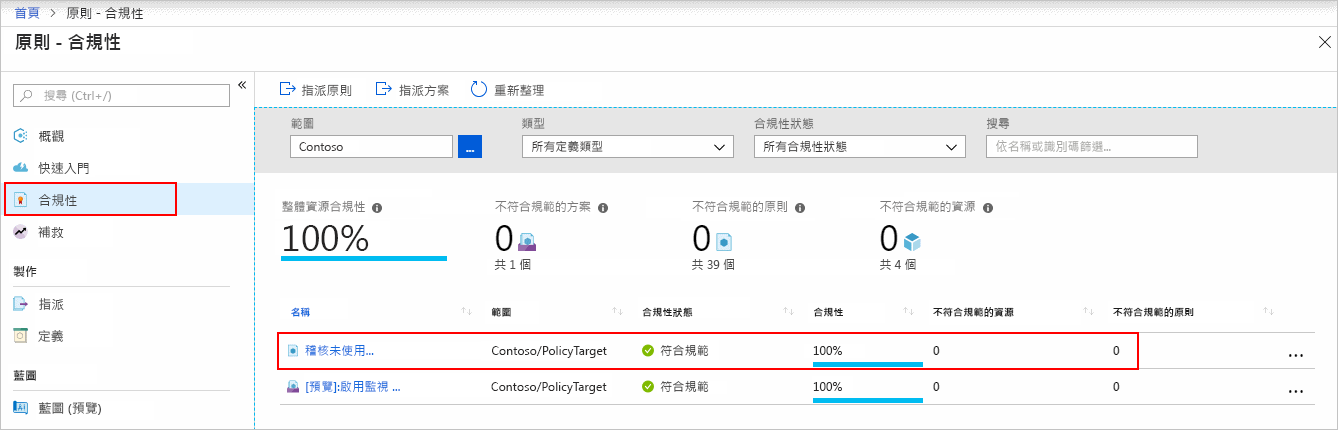 首頁 > 原則 - 合規性
原則 - 合規性
搜尋 (Ctrl+/)
概觀
快速入門
合規性
補救
製作
指派
定義
藍圖
藍圖 (預覽)
指派原則 指派方案 重新整理
範圍 類型 合規性狀態 搜尋
Contoso ... 所有定義類型 所有合規性狀態 依名稱或識別碼篩選...
整體資源合規性 不符合規範的方案 不符合規範的原則 不符合規範的資源
100% 0 0 0
共 1 個 共 39 個 共 4 個
名稱 範圍 合規性狀態 合規性 不符合規範的資源 不符合規範的原則
稽核未使用... Contoso/PolicyTarget 符合規範 100% 0 0 ...
[預覽]:啟用監視 ... Contoso/PolicyTarget 符合規範 100% 0 0 ...